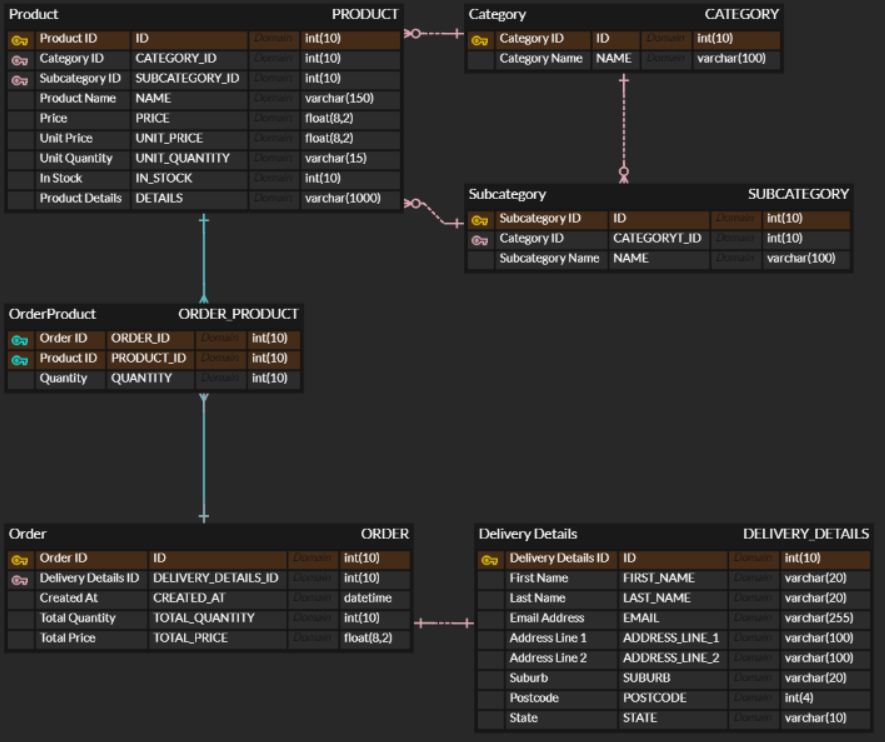 Product PRODUCT
Product ID ID Domain int(10)
Category ID CATEGORY_ID Domain int(10)
Subcategory ID SUBCATEGORY_ID Domain int(10)
Product Name NAME Domain varchar(150)
Price PRICE Domain float(8,2)
Unit Price UNIT_PRICE Domain float(8,2)
Unit Quantity UNIT_QUANTITY Domain varchar(15)
In Stock IN_STOCK Domain int(10)
Product Details DETAILS Domain varchar(1000)
Category CATEGORY
Category ID ID Domain int(10)
Category Name NAME Domain varchar(100)
Subcategory SUBCATEGORY
Subcategory ID ID Domain int(10)
Category ID CATEGORYT_ID Domain int(10)
Subcategory Name NAME Domain varchar(100)
OrderProduct ORDER_PRODUCT
Order ID ORDER_ID Domain int(10)
Product ID PRODUCT_ID Domain int(10)
Quantity QUANTITY Domain int(10)
Order ORDER
Order ID ID Domain int(10)
Delivery Details ID DELIVERY_DETAILS_ID Domain int(10)
Created At CREATED_AT Domain datetime
Total Quantity TOTAL_QUANTITY Domain int(10)
Total Price TOTAL_PRICE Domain float(8,2)
Delivery Details DELIVERY_DETAILS
Delivery Details ID ID Domain int(10)
First Name FIRST_NAME Domain varchar(20)
Last Name LAST_NAME Domain varchar(20)
Email Address EMAIL Domain varchar(255)
Address Line 1 ADDRESS_LINE_1 Domain varchar(100)
Address Line 2 ADDRESS_LINE_2 Domain varchar(100)
Suburb SUBURB Domain varchar(20)
Postcode POSTCODE Domain int(4)
State STATE Domain varchar(10)